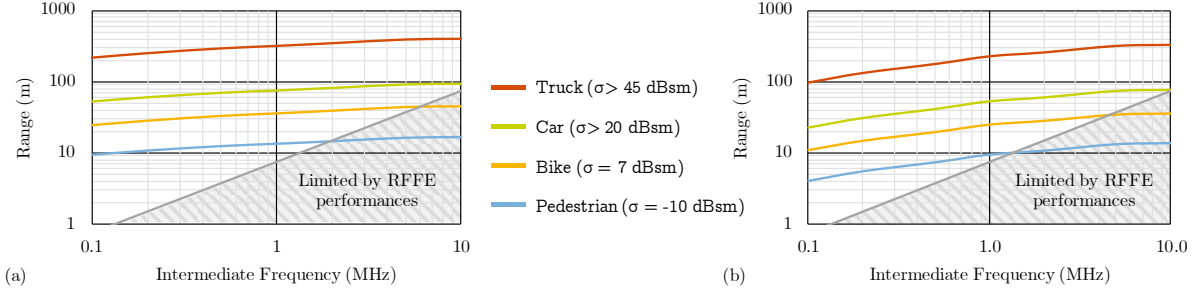 1000
100
10
1
Range (m)
0.1
1
10
Intermediate Frequency (MHz)
(a)
Limited by RFFE
performances
Truck (σ> 45 dBsm)
Car (σ> 20 dBsm)
Bike (σ = 7 dBsm)
Pedestrian (σ = -10 dBsm)
1000
100
10
1
Range (m)
0.1
1.0
10.0
Intermediate Frequency (MHz)
(b)
Limited by RFFE
performances